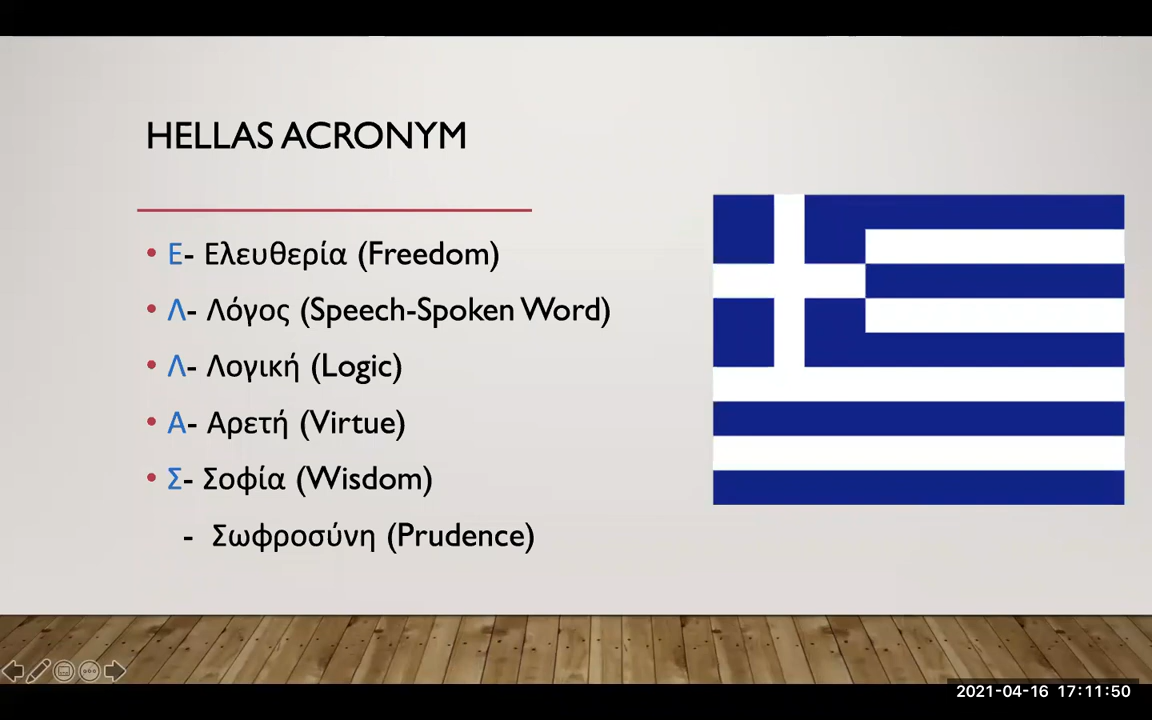 HELLAS ACRONYM
• Ε- Ελευθερία (Freedom)
• Λ- Λόγος (Speech-Spoken Word)
• Λ- Λογική (Logic)
• Α- Αρετή (Virtue)
• Σ- Σοφία (Wisdom)
- Σωφροσύνη (Prudence)
2021-04-16 17:11:50